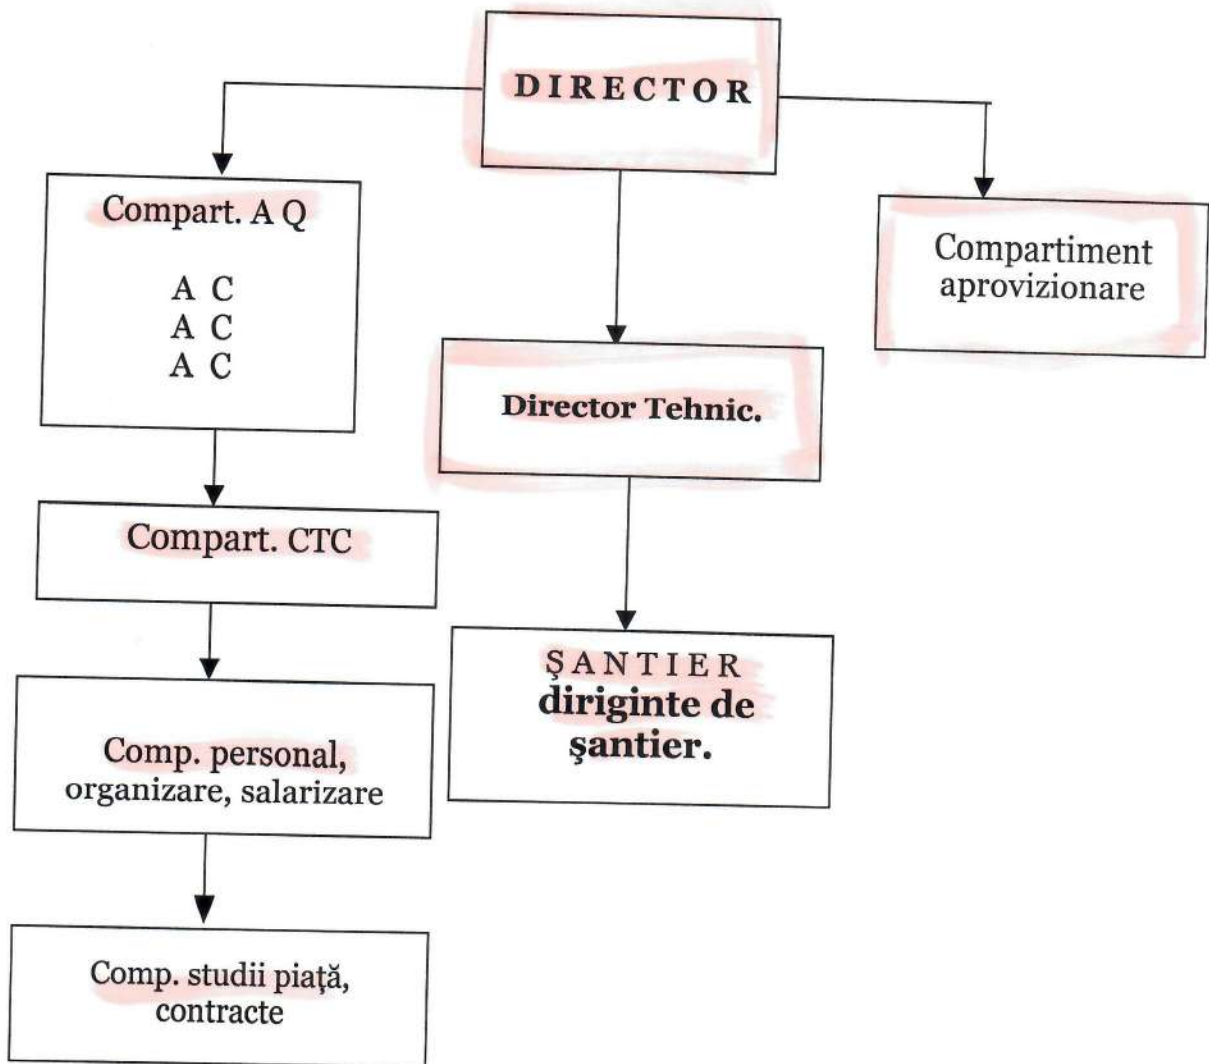 DIRECTOR
Compart. A Q
A C
A C
A C
Compartiment
aprovizionare
Director Tehnic.
Compart. CTC
ŞANTIER
diriginte de
şantier.
Comp. personal,
organizare, salarizare
Comp. studii piaţă,
contracte